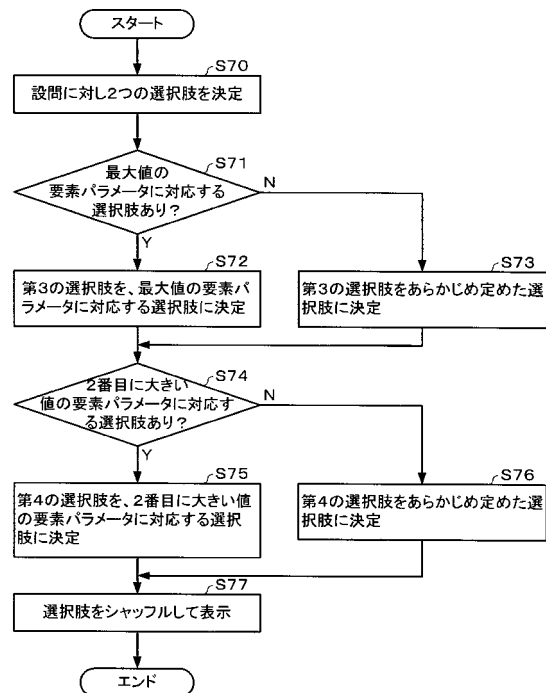 スタート
S70
設問に対し2つの選択肢を決定
S71
最大値の
要素パラメータに対応する
選択肢あり?
N
Y
S72
第3の選択肢を、最大値の要素パ
ラメータに対応する選択肢に決定
S73
第3の選択肢をあらかじめ定めた選
択肢に決定
S74
2番目に大きい
値の要素パラメータに対応す
る選択肢あり?
N
Y
S75
第4の選択肢を、2番目に大きい値
の要素パラメータに対応する選択
肢に決定
S76
第4の選択肢をあらかじめ定めた選
択肢に決定
S77
選択肢をシャッフルして表示
エンド